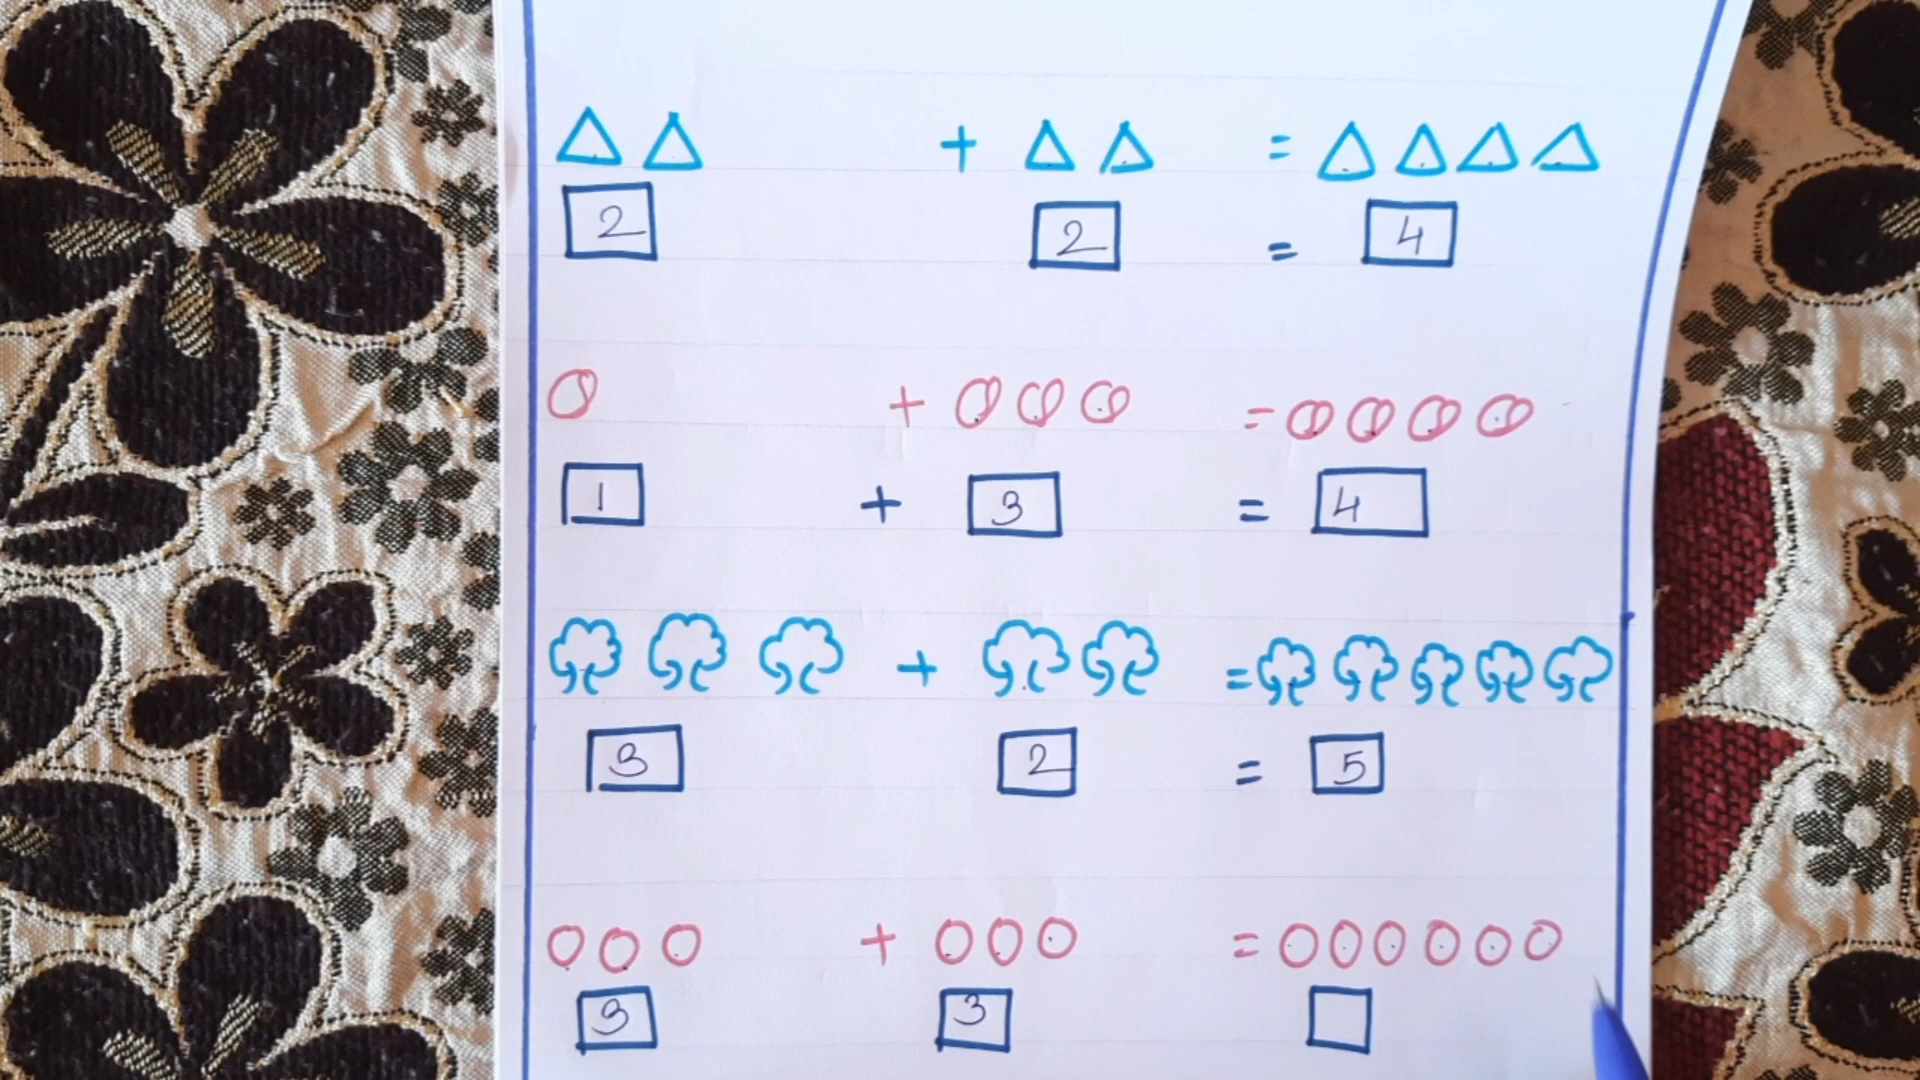 + =
2 2 = 4
+ =
1 + 3 = 4
+ =
3 2 = 5
+ =
3 3